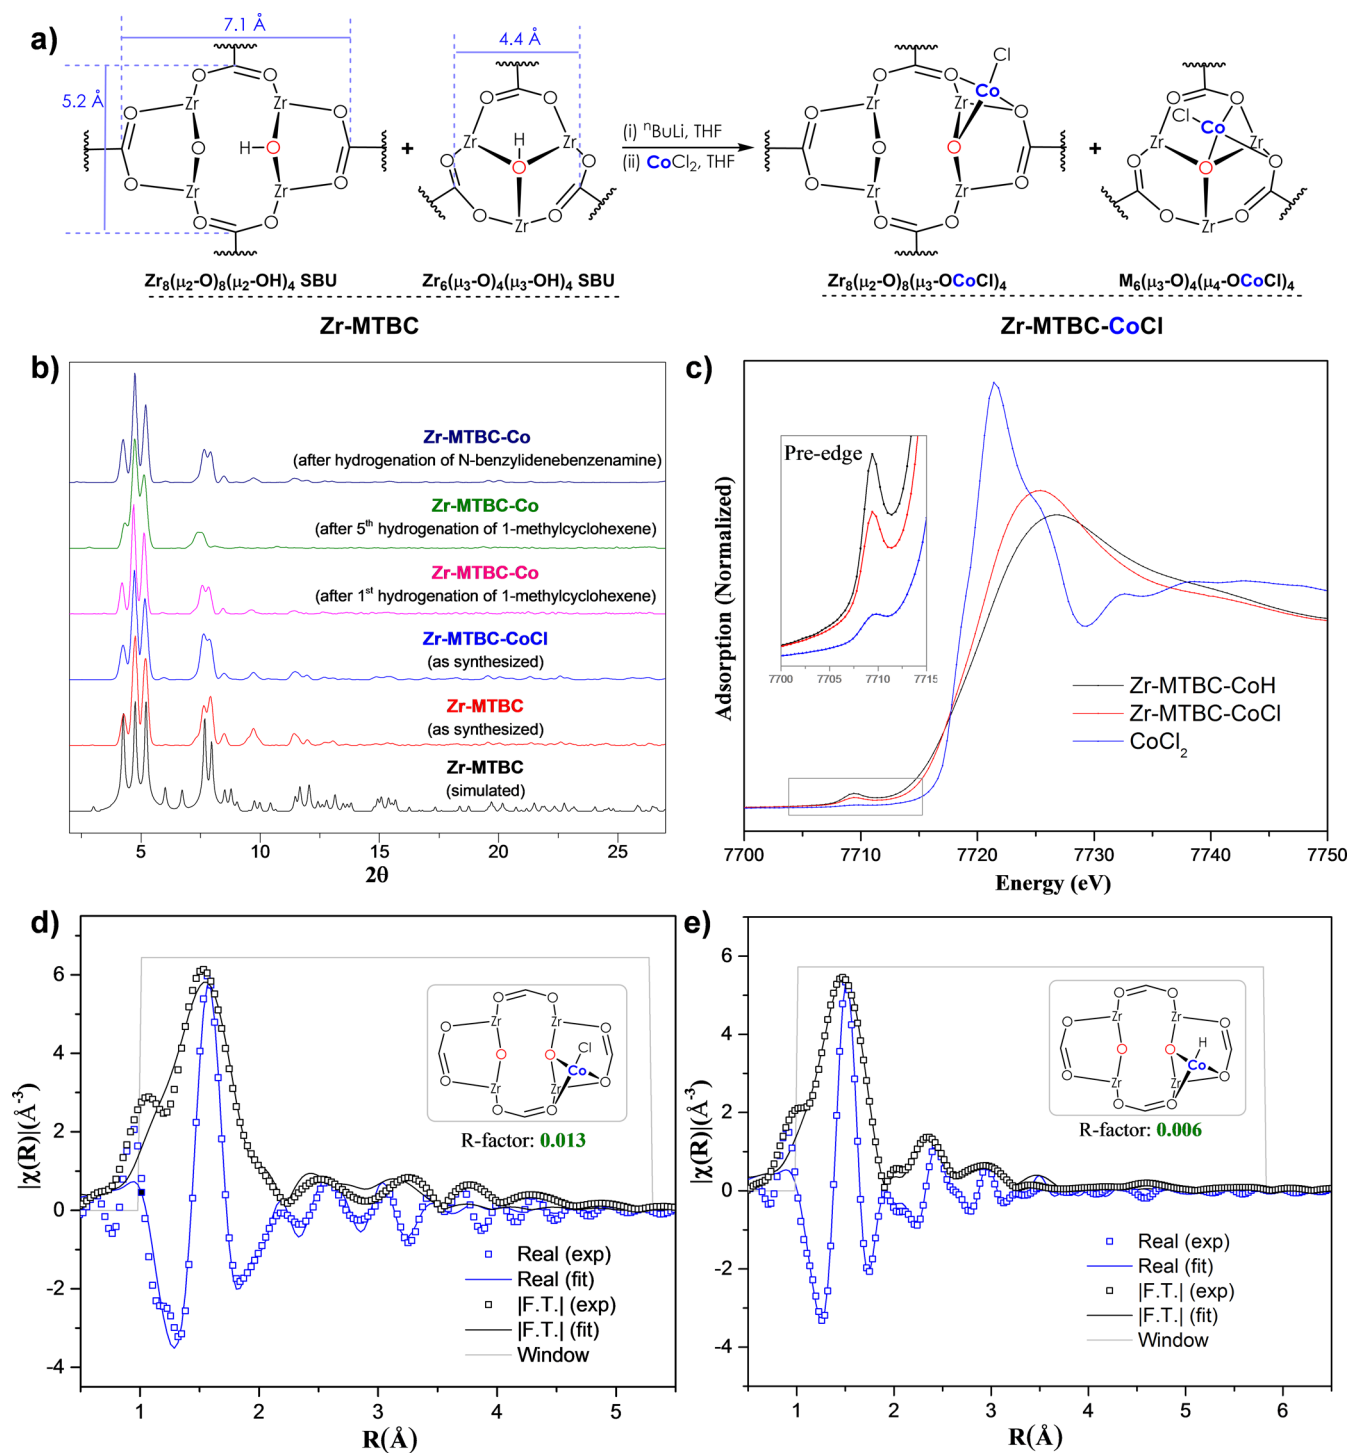 a)
7.1 Å
5.2 Å
4.4 Å
O O Zr Zr O O O H-O Zr Zr O O O O
O O H Zr Zr O O O O O Zr
+
(i) ⁿBuLi, THF
(ii) CoCl₂, THF
Cl Co O O Zr Zr O O O O Zr Zr O O O O
+
O O Cl Co Zr Zr O O O O O Zr
Zr₈(μ₂-O)₈(μ₂-OH)₄ SBU
Zr₆(μ₃-O)₄(μ₃-OH)₄ SBU
Zr₈(μ₂-O)₈(μ₃-OCoCl)₄
M₆(μ₃-O)₄(μ₄-OCoCl)₄
Zr-MTBC
Zr-MTBC-CoCl
b)
Zr-MTBC-Co
(after hydrogenation of N-benzylidenebenzenamine)
Zr-MTBC-Co
(after 5th hydrogenation of 1-methylcyclohexene)
Zr-MTBC-Co
(after 1st hydrogenation of 1-methylcyclohexene)
Zr-MTBC-CoCl
(as synthesized)
Zr-MTBC
(as synthesized)
Zr-MTBC
(simulated)
5 10 15 20 25
2θ
c)
Adsorption (Normalized)
Pre-edge
7700 7705 7710 7715
Zr-MTBC-CoH
Zr-MTBC-CoCl
CoCl₂
7700 7710 7720 7730 7740 7750
Energy (eV)
d)
|χ(R)|(Å⁻³)
6
4
2
0
-2
-4
O O Zr Zr O O O O Cl Co Zr Zr O O O O
R-factor: 0.013
Real (exp)
Real (fit)
|F.T.| (exp)
|F.T.| (fit)
Window
1 2 3 4 5
R(Å)
e)
|χ(R)|(Å⁻³)
6
4
2
0
-2
-4
O O Zr Zr O O O O H Co Zr Zr O O O O
R-factor: 0.006
Real (exp)
Real (fit)
|F.T.| (exp)
|F.T.| (fit)
Window
1 2 3 4 5 6
R(Å)